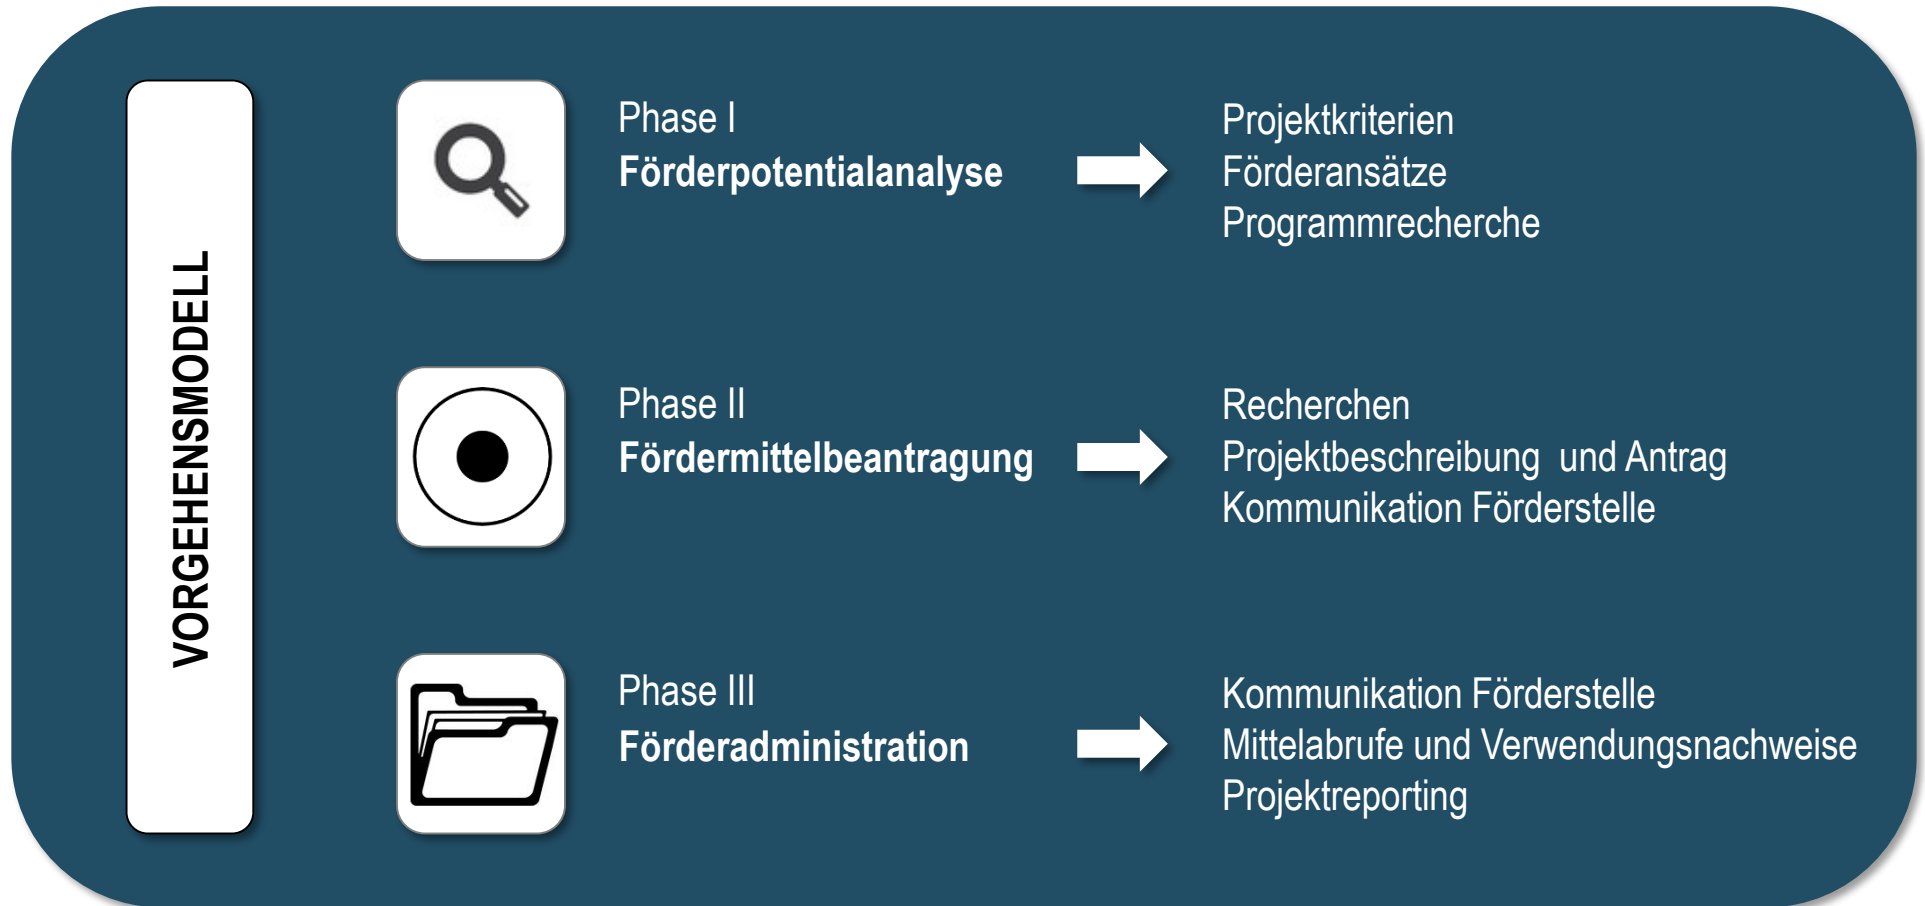 VORGEHENSMODELL
Phase I
Förderpotentialanalyse
Projektkriterien
Förderansätze
Programmrecherche
Phase II
Fördermittelbeantragung
Recherchen
Projektbeschreibung  und Antrag
Kommunikation Förderstelle
Phase III
Förderadministration
Kommunikation Förderstelle
Mittelabrufe und Verwendungsnachweise
Projektreporting